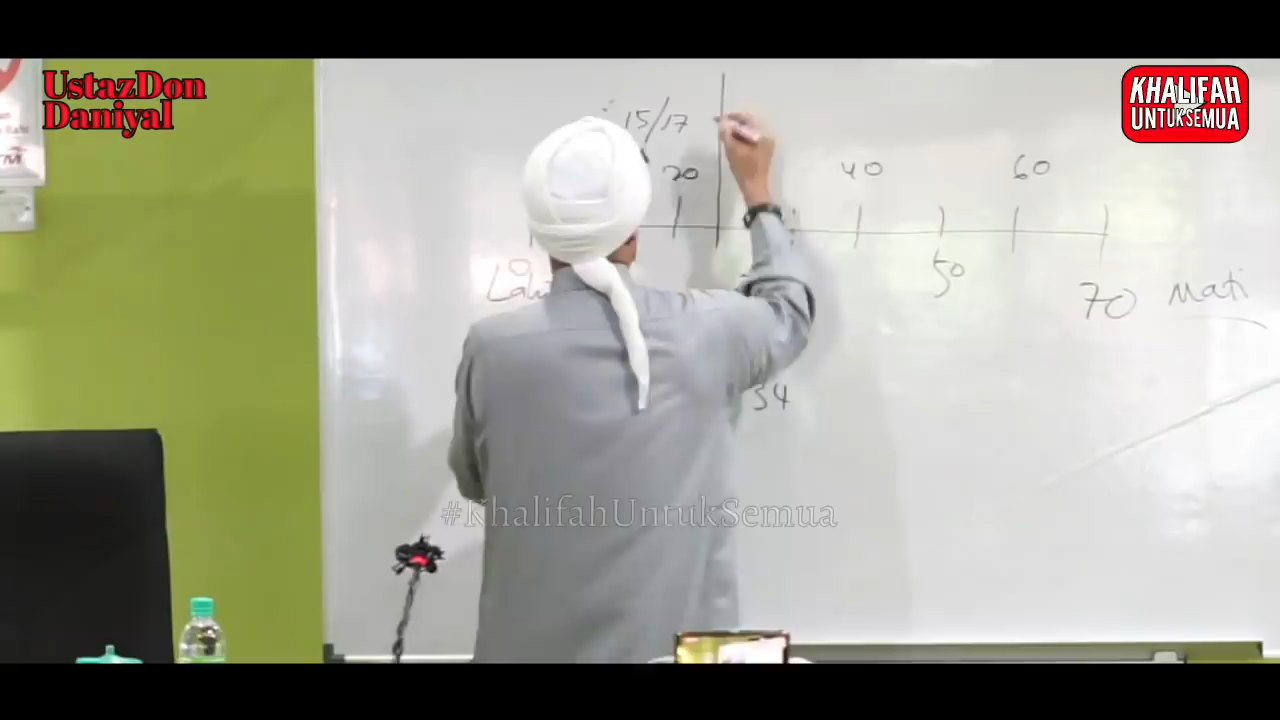 UstazDon
Daniyal
KHALIFAH
UNTUKSEMUA
15/17
20
40
60
50
70 Mati
34
#KhalifahUntukSemua